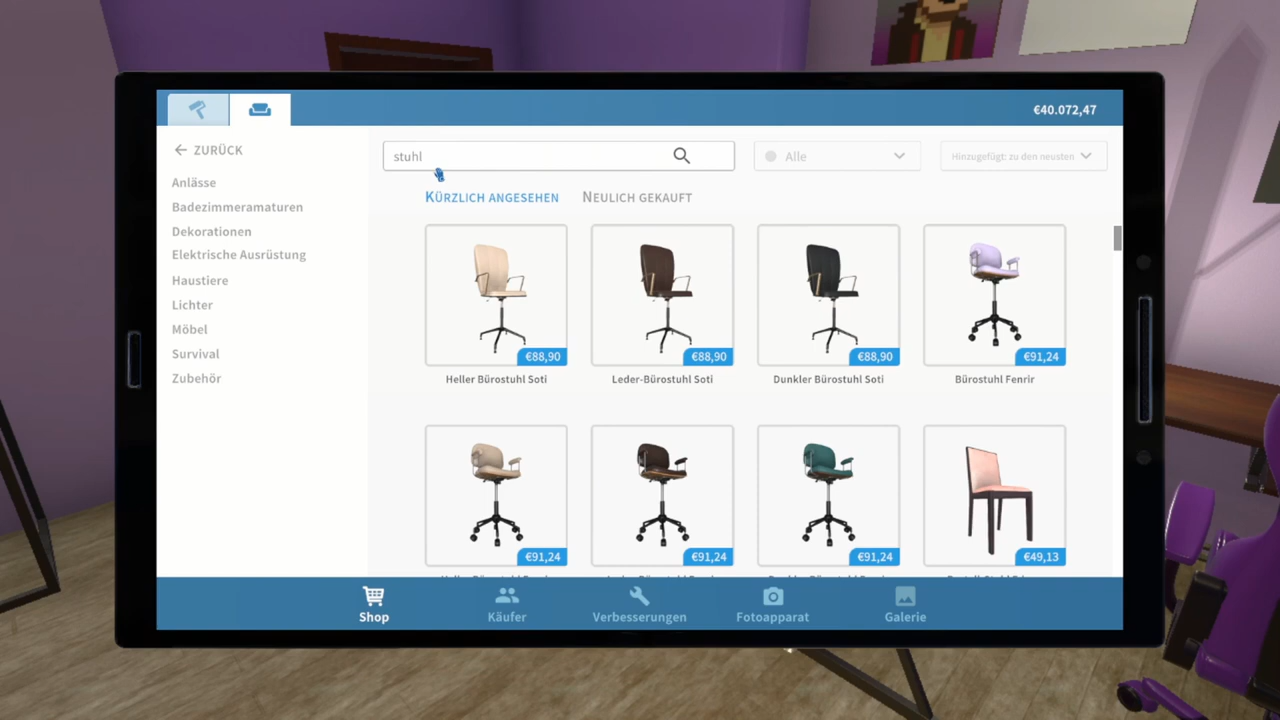 €40.072,47
ZURÜCK
stuhl
Alle
Hinzugefügt: zu den neusten
Anlässe
Badezimmeramaturen
Dekorationen
Elektrische Ausrüstung
Haustiere
Lichter
Möbel
Survival
Zubehör
KÜRZLICH ANGESEHEN
NEULICH GEKAUFT
€88,90
€88,90
€88,90
€91,24
Heller Bürostuhl Soti
Leder-Bürostuhl Soti
Dunkler Bürostuhl Soti
Bürostuhl Fenrir
€91,24
€91,24
€91,24
€49,13
Shop
Käufer
Verbesserungen
Fotoapparat
Galerie